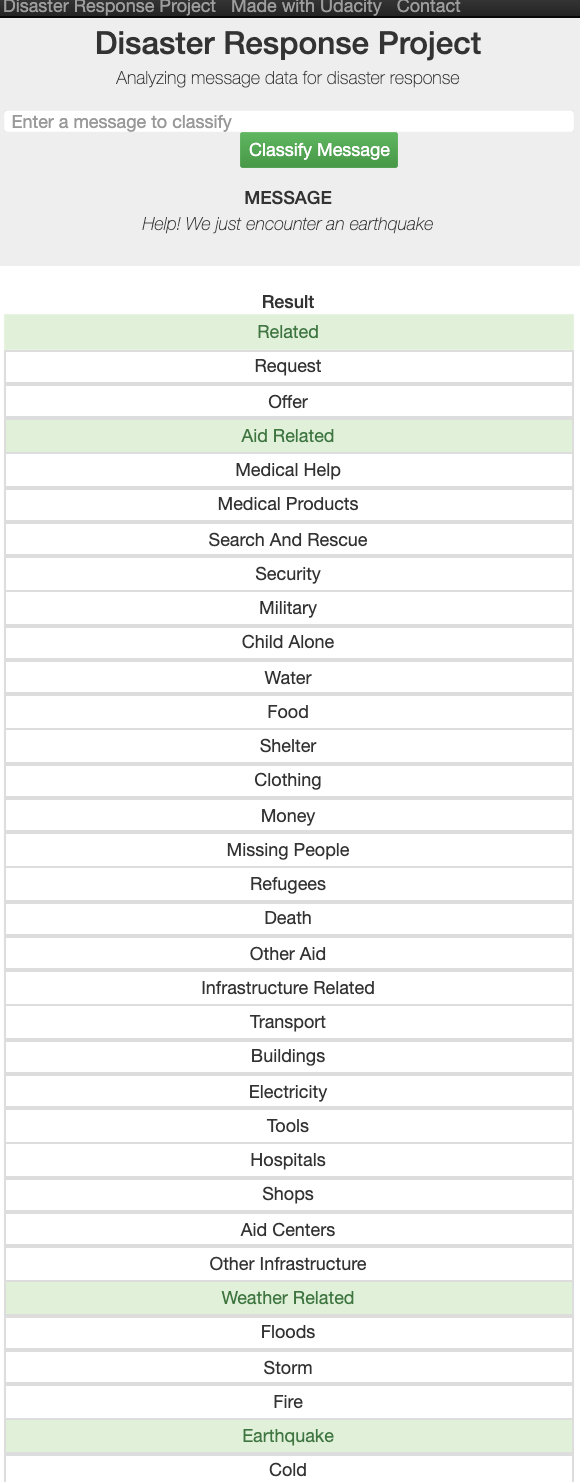 Disaster Response Project Made with Udacity Contact
Disaster Response Project
Analyzing message data for disaster response
Enter a message to classify
Classify Message
MESSAGE
Help! We just encounter an earthquake
Result
Related
Request
Offer
Aid Related
Medical Help
Medical Products
Search And Rescue
Security
Military
Child Alone
Water
Food
Shelter
Clothing
Money
Missing People
Refugees
Death
Other Aid
Infrastructure Related
Transport
Buildings
Electricity
Tools
Hospitals
Shops
Aid Centers
Other Infrastructure
Weather Related
Floods
Storm
Fire
Earthquake
Cold